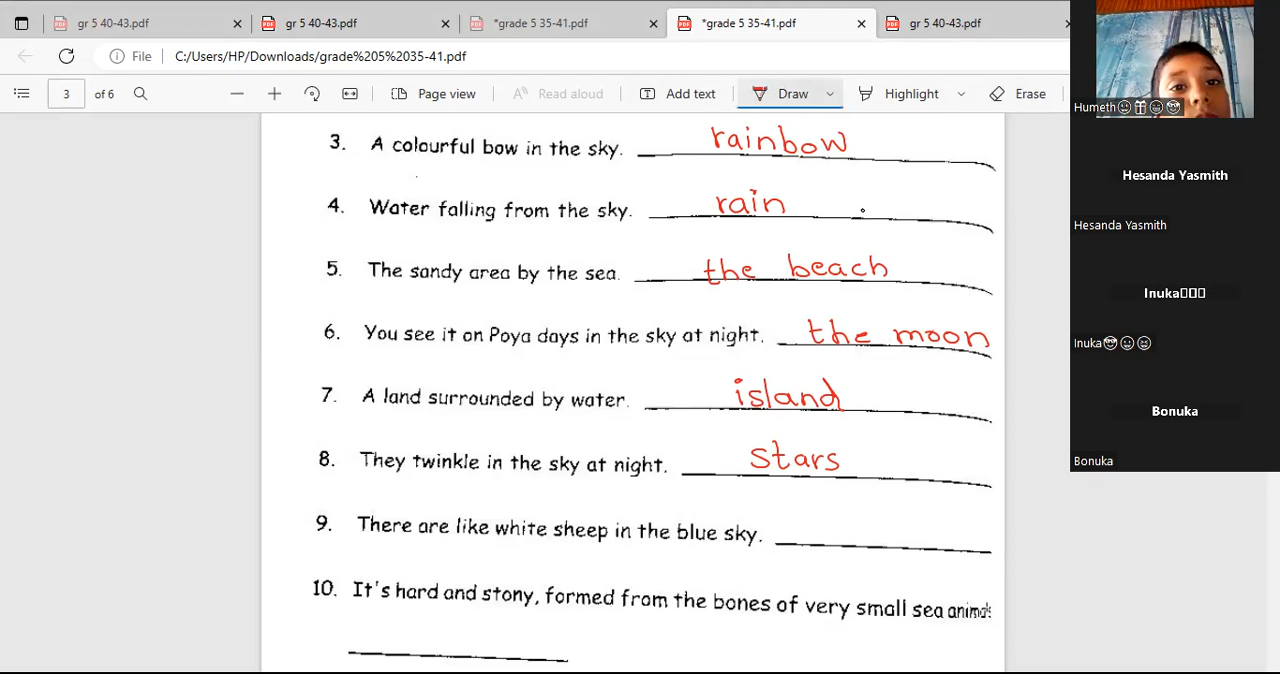 gr 5 40-43.pdf
gr 5 40-43.pdf
*grade 5 35-41.pdf
*grade 5 35-41.pdf
gr 5 40-43.pdf
File C:/Users/HP/Downloads/grade%205%2035-41.pdf
3 of 6 Page view Read aloud Add text Draw Highlight Erase
3. A colourful bow in the sky. rainbow
4. Water falling from the sky. rain
5. The sandy area by the sea. the beach
6. You see it on Poya days in the sky at night. the moon
7. A land surrounded by water. island
8. They twinkle in the sky at night. stars
9. There are like white sheep in the blue sky.
10. It's hard and stony, formed from the bones of very small sea
Humeth
Hesanda Yasmith
Hesanda Yasmith
Inuka
Inuka
Bonuka
Bonuka